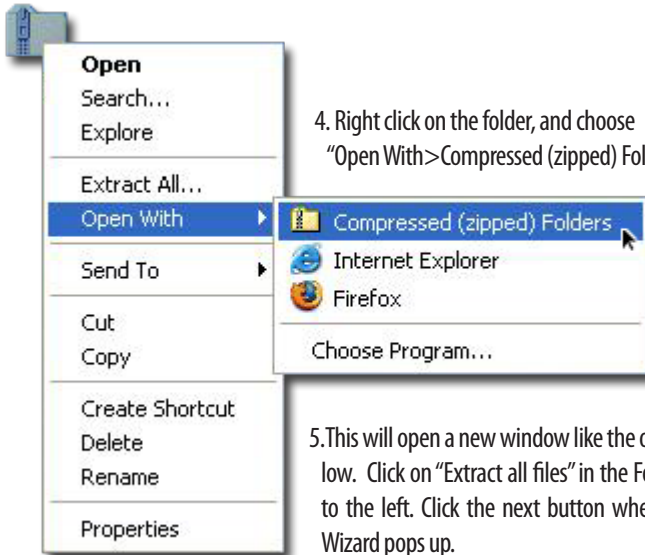 Open
Search...
Explore
Extract All...
Open With
Send To
Cut
Copy
Create Shortcut
Delete
Rename
Properties
4. Right click on the folder, and choose
"Open With>Compressed (zipped)
Compressed (zipped) Folders
Internet Explorer
Firefox
Choose Program...
5.This will open a new window like the
low. Click on "Extract all files" in the
to the left. Click the next button
Wizard pops up.